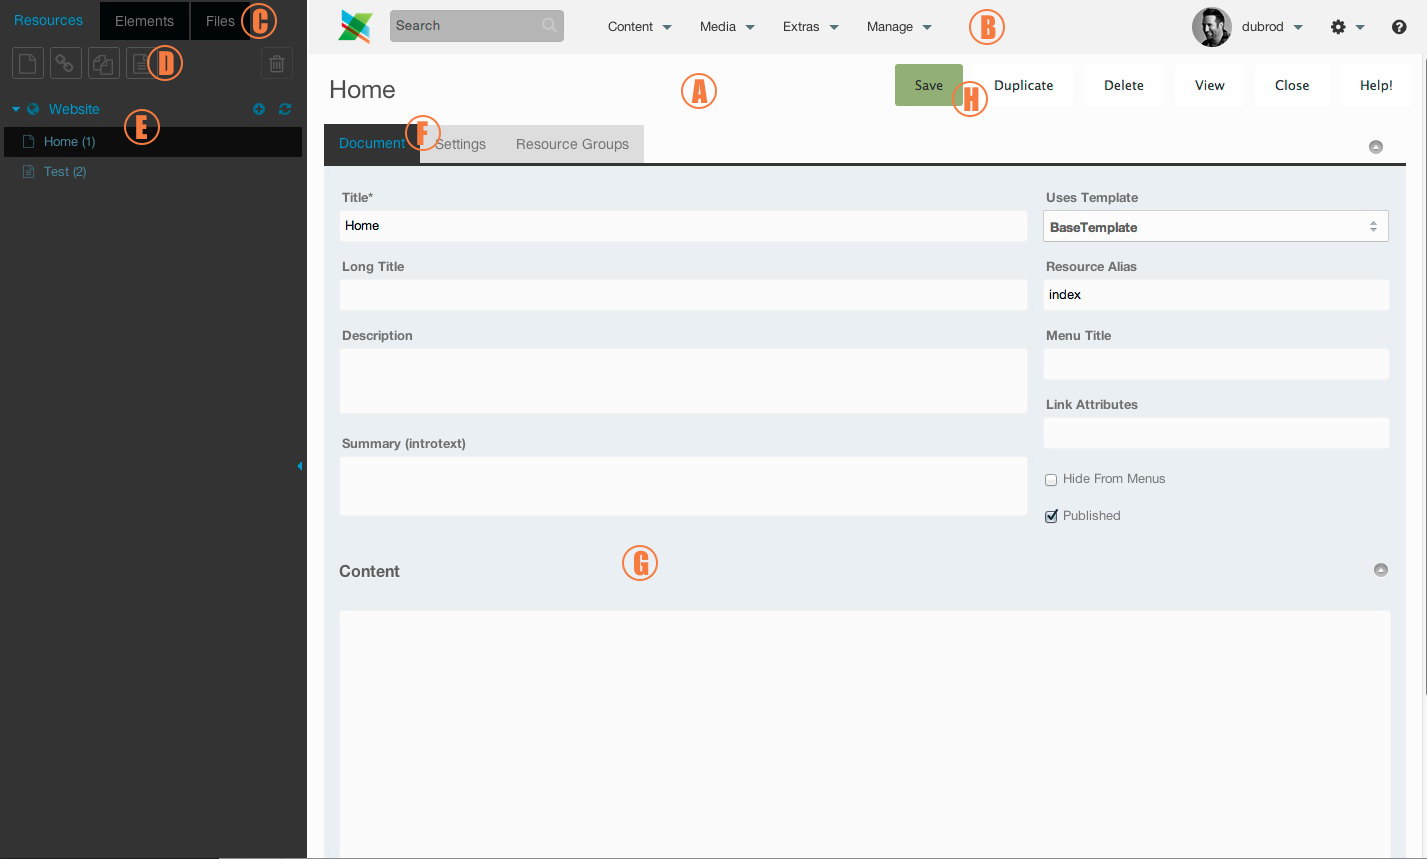 Resources Elements Files C
Search Content Media Extras Manage B dubrod
D
Home A Save H Duplicate Delete View Close Help!
Website
E
Home (1)
Test (2)
Document F Settings Resource Groups
Title* Uses Template
Home BaseTemplate
Long Title Resource Alias
index
Description Menu Title
Link Attributes
Summary (introtext)
Hide From Menus
Published
Content G